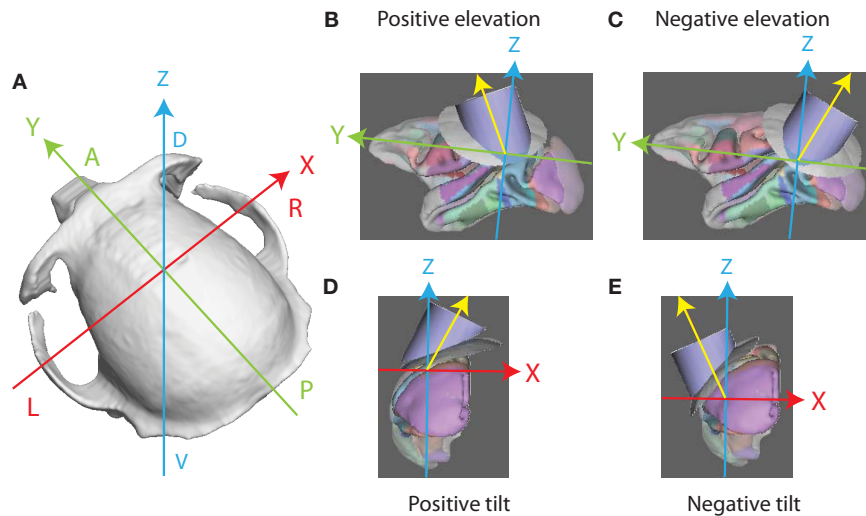 A
Z
Y
D
A
X
R
L
P
V
B
Positive elevation
Z
Y
C
Negative elevation
Z
Y
D
Z
X
Positive tilt
E
Z
X
Negative tilt